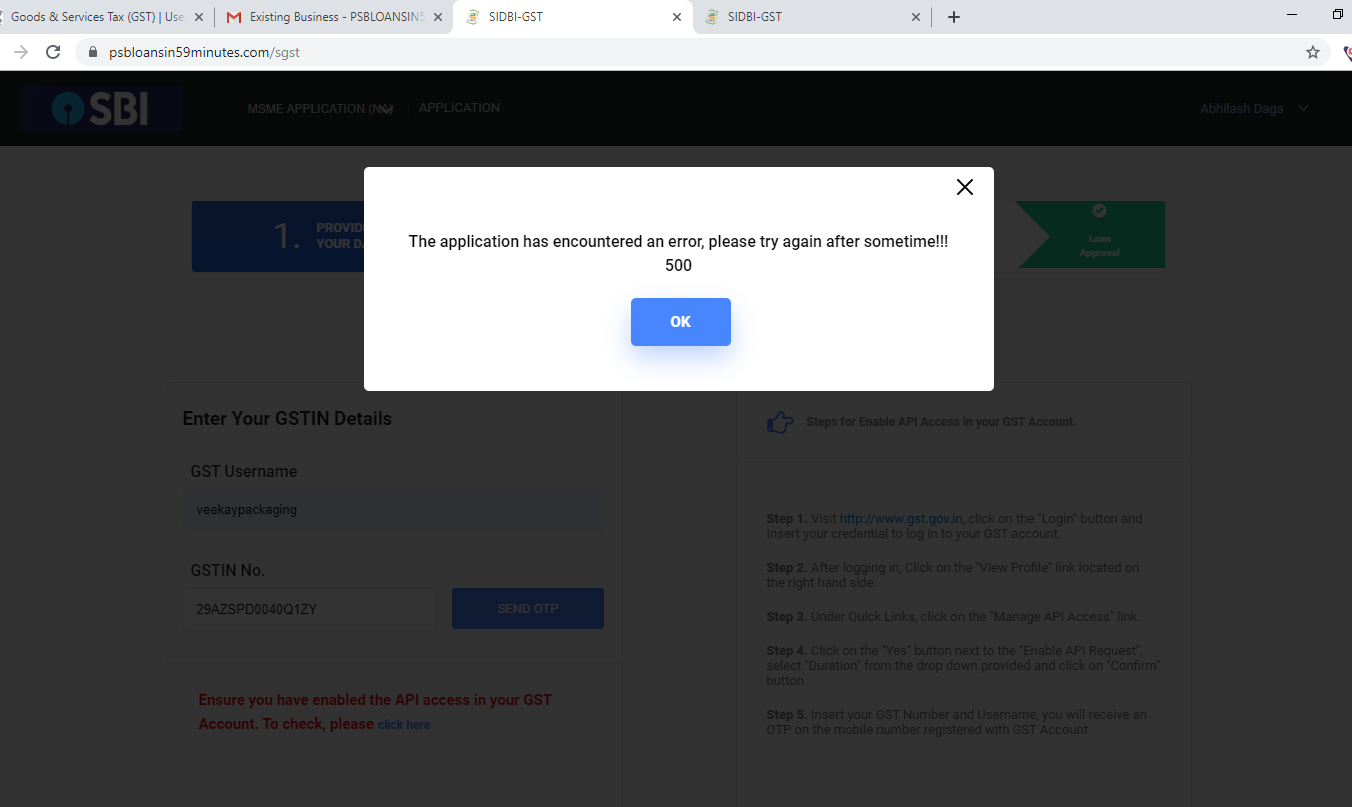 Goods & Services Tax (GST) | Use
Existing Business - PSBLOANSIN5
SIDBI-GST
SIDBI-GST
psbloansin59minutes.com/sgst
SBI
MSME APPLICATION (NA)
APPLICATION
Abhilash Daga
The application has encountered an error, please try again after sometime!!!
500
OK
1.
PROVID
YOUR DA
Loan
Approval
Enter Your GSTIN Details
GST Username
veekaypackaging
GSTIN No.
29AZSPD0040Q1ZY
SEND OTP
Ensure you have enabled the API access in your GST
Account. To check, please click here
Steps for Enable API Access in your GST Account.
Step 1. Visit http://www.gst.gov.in, click on the "Login" button and
Insert your credential to log in to your GST account.
Step 2. After logging in, Click on the "View Profile" link located on
the right hand side.
Step 3. Under Quick Links, click on the "Manage API Access" link.
Step 4. Click on the "Yes" button next to the "Enable API Request",
select "Duration" from the drop down provided and click on "Confirm"
button
Step 5. Insert your GST Number and Username, you will receive an
OTP on the mobile number registered with GST Account.